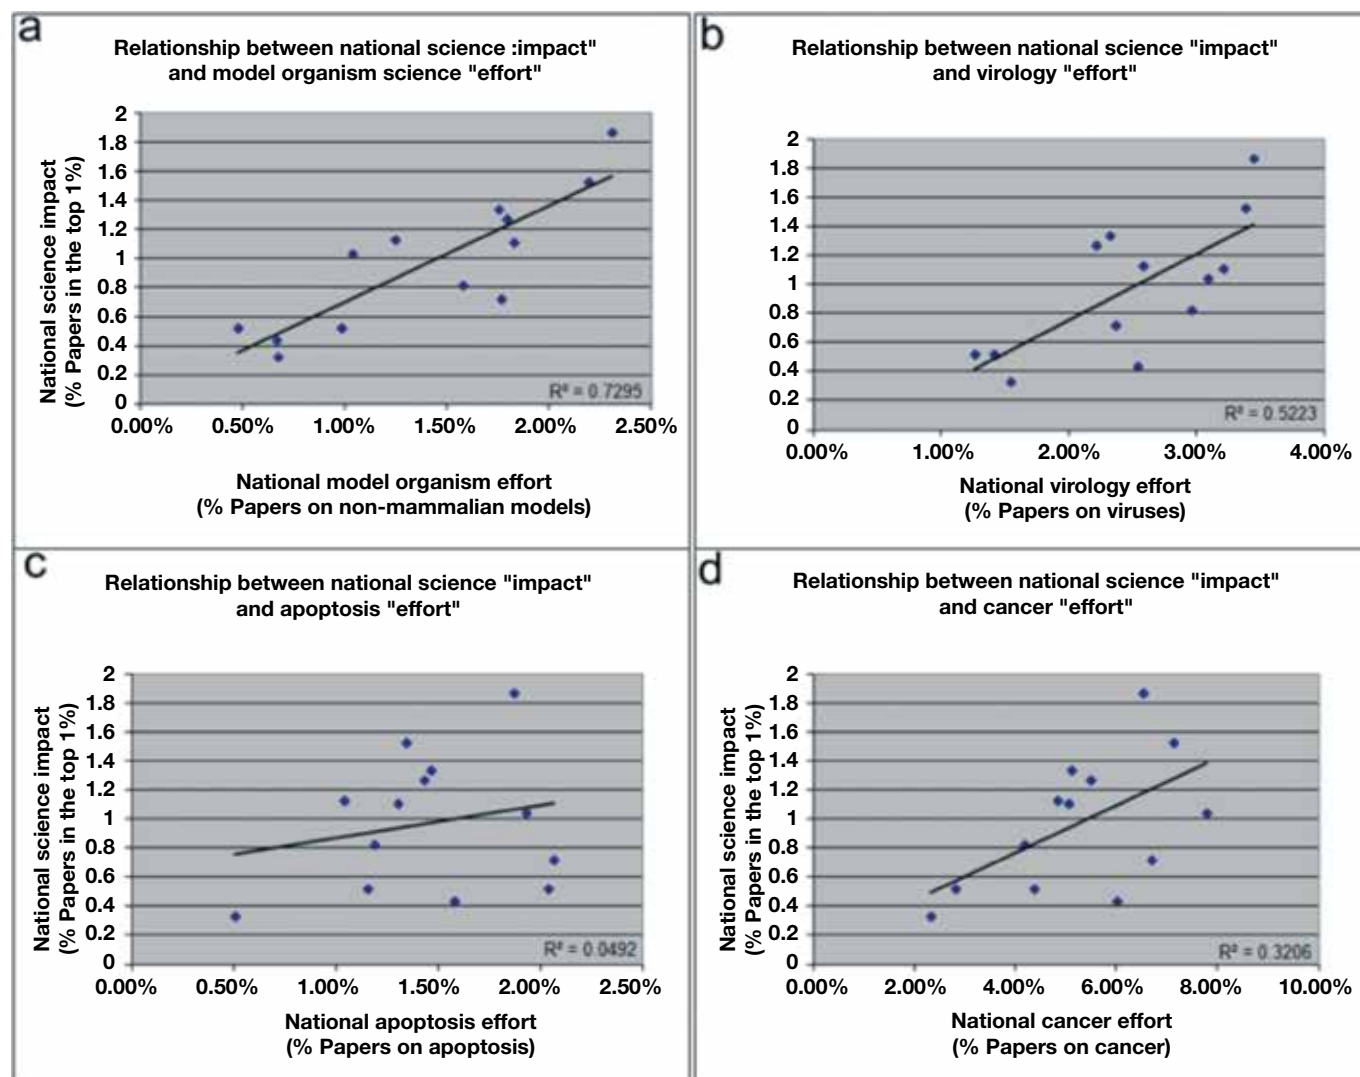 a
Relationship between national science :impact"
and model organism science "effort"
National science impact
(% Papers in the top 1%)
2
1.8
1.6
1.4
1.2
1
0.8
0.6
0.4
0.2
0
R² = 0.7295
0.00% 0.50% 1.00% 1.50% 2.00% 2.50%
National model organism effort
(% Papers on non-mammalian models)
b
Relationship between national science "impact"
and virology "effort"
2
1.8
1.6
1.4
1.2
1
0.8
0.6
0.4
0.2
0
R² = 0.5223
0.00% 1.00% 2.00% 3.00% 4.00%
National virology effort
(% Papers on viruses)
c
Relationship between national science "impact"
and apoptosis "effort"
National science impact
(% Papers in the top 1%)
2
1.8
1.6
1.4
1.2
1
0.8
0.6
0.4
0.2
0
R² = 0.0492
0.00% 0.50% 1.00% 1.50% 2.00% 2.50%
National apoptosis effort
(% Papers on apoptosis)
d
Relationship between national science "impact"
and cancer "effort"
National science impact
(% Papers in the top 1%)
2
1.8
1.6
1.4
1.2
1
0.8
0.6
0.4
0.2
0
R² = 0.3206
0.00% 2.00% 4.00% 6.00% 8.00% 10.00%
National cancer effort
(% Papers on cancer)